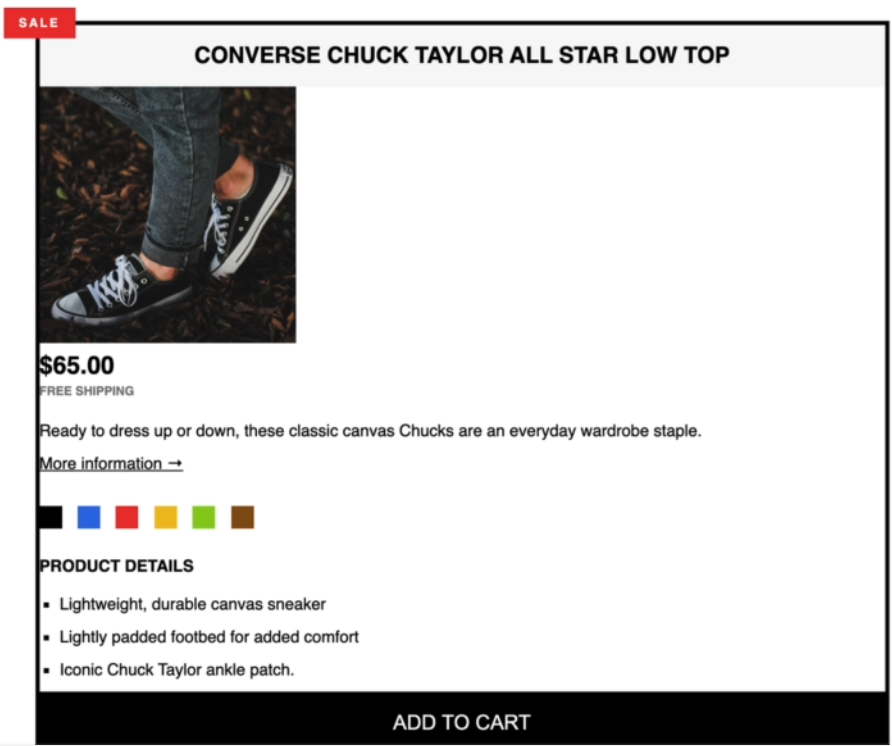 SALE
CONVERSE CHUCK TAYLOR ALL STAR LOW TOP
$65.00
FREE SHIPPING
Ready to dress up or down, these classic canvas Chucks are an everyday wardrobe staple.
More information →
PRODUCT DETAILS
▪ Lightweight, durable canvas sneaker
▪ Lightly padded footbed for added comfort
▪ Iconic Chuck Taylor ankle patch.
ADD TO CART